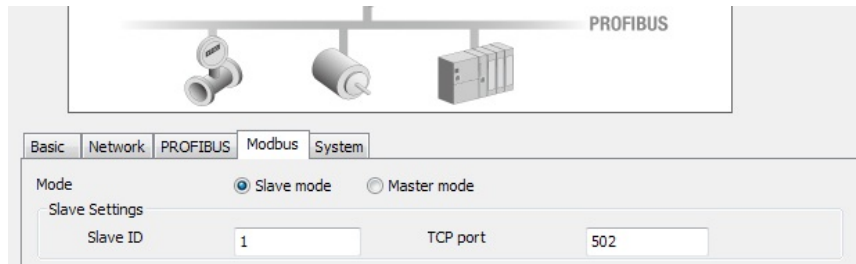 PROFIBUS
Basic Network PROFIBUS Modbus System
Mode Slave mode Master mode
Slave Settings
Slave ID 1 TCP port 502